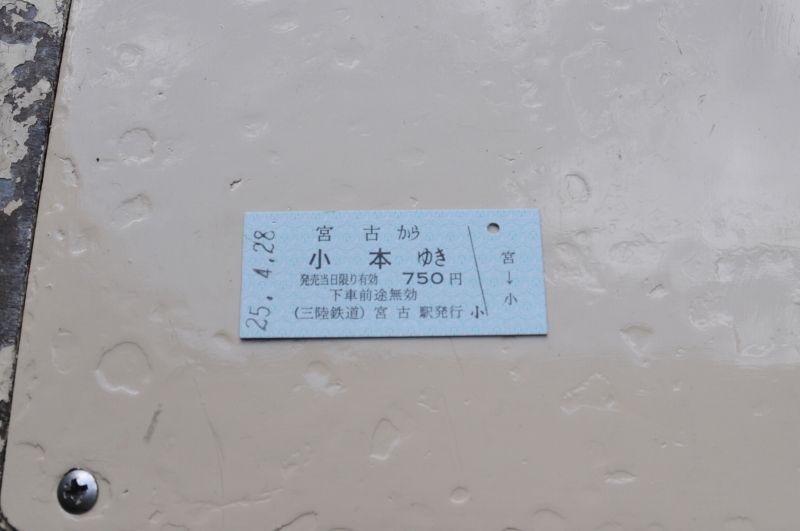 25. 4. 28
宮 古 から
小 本 ゆき
発売当日限り有効 750円
下車前途無効
(三陸鉄道) 宮 古 駅発行 小
宮
↓
小